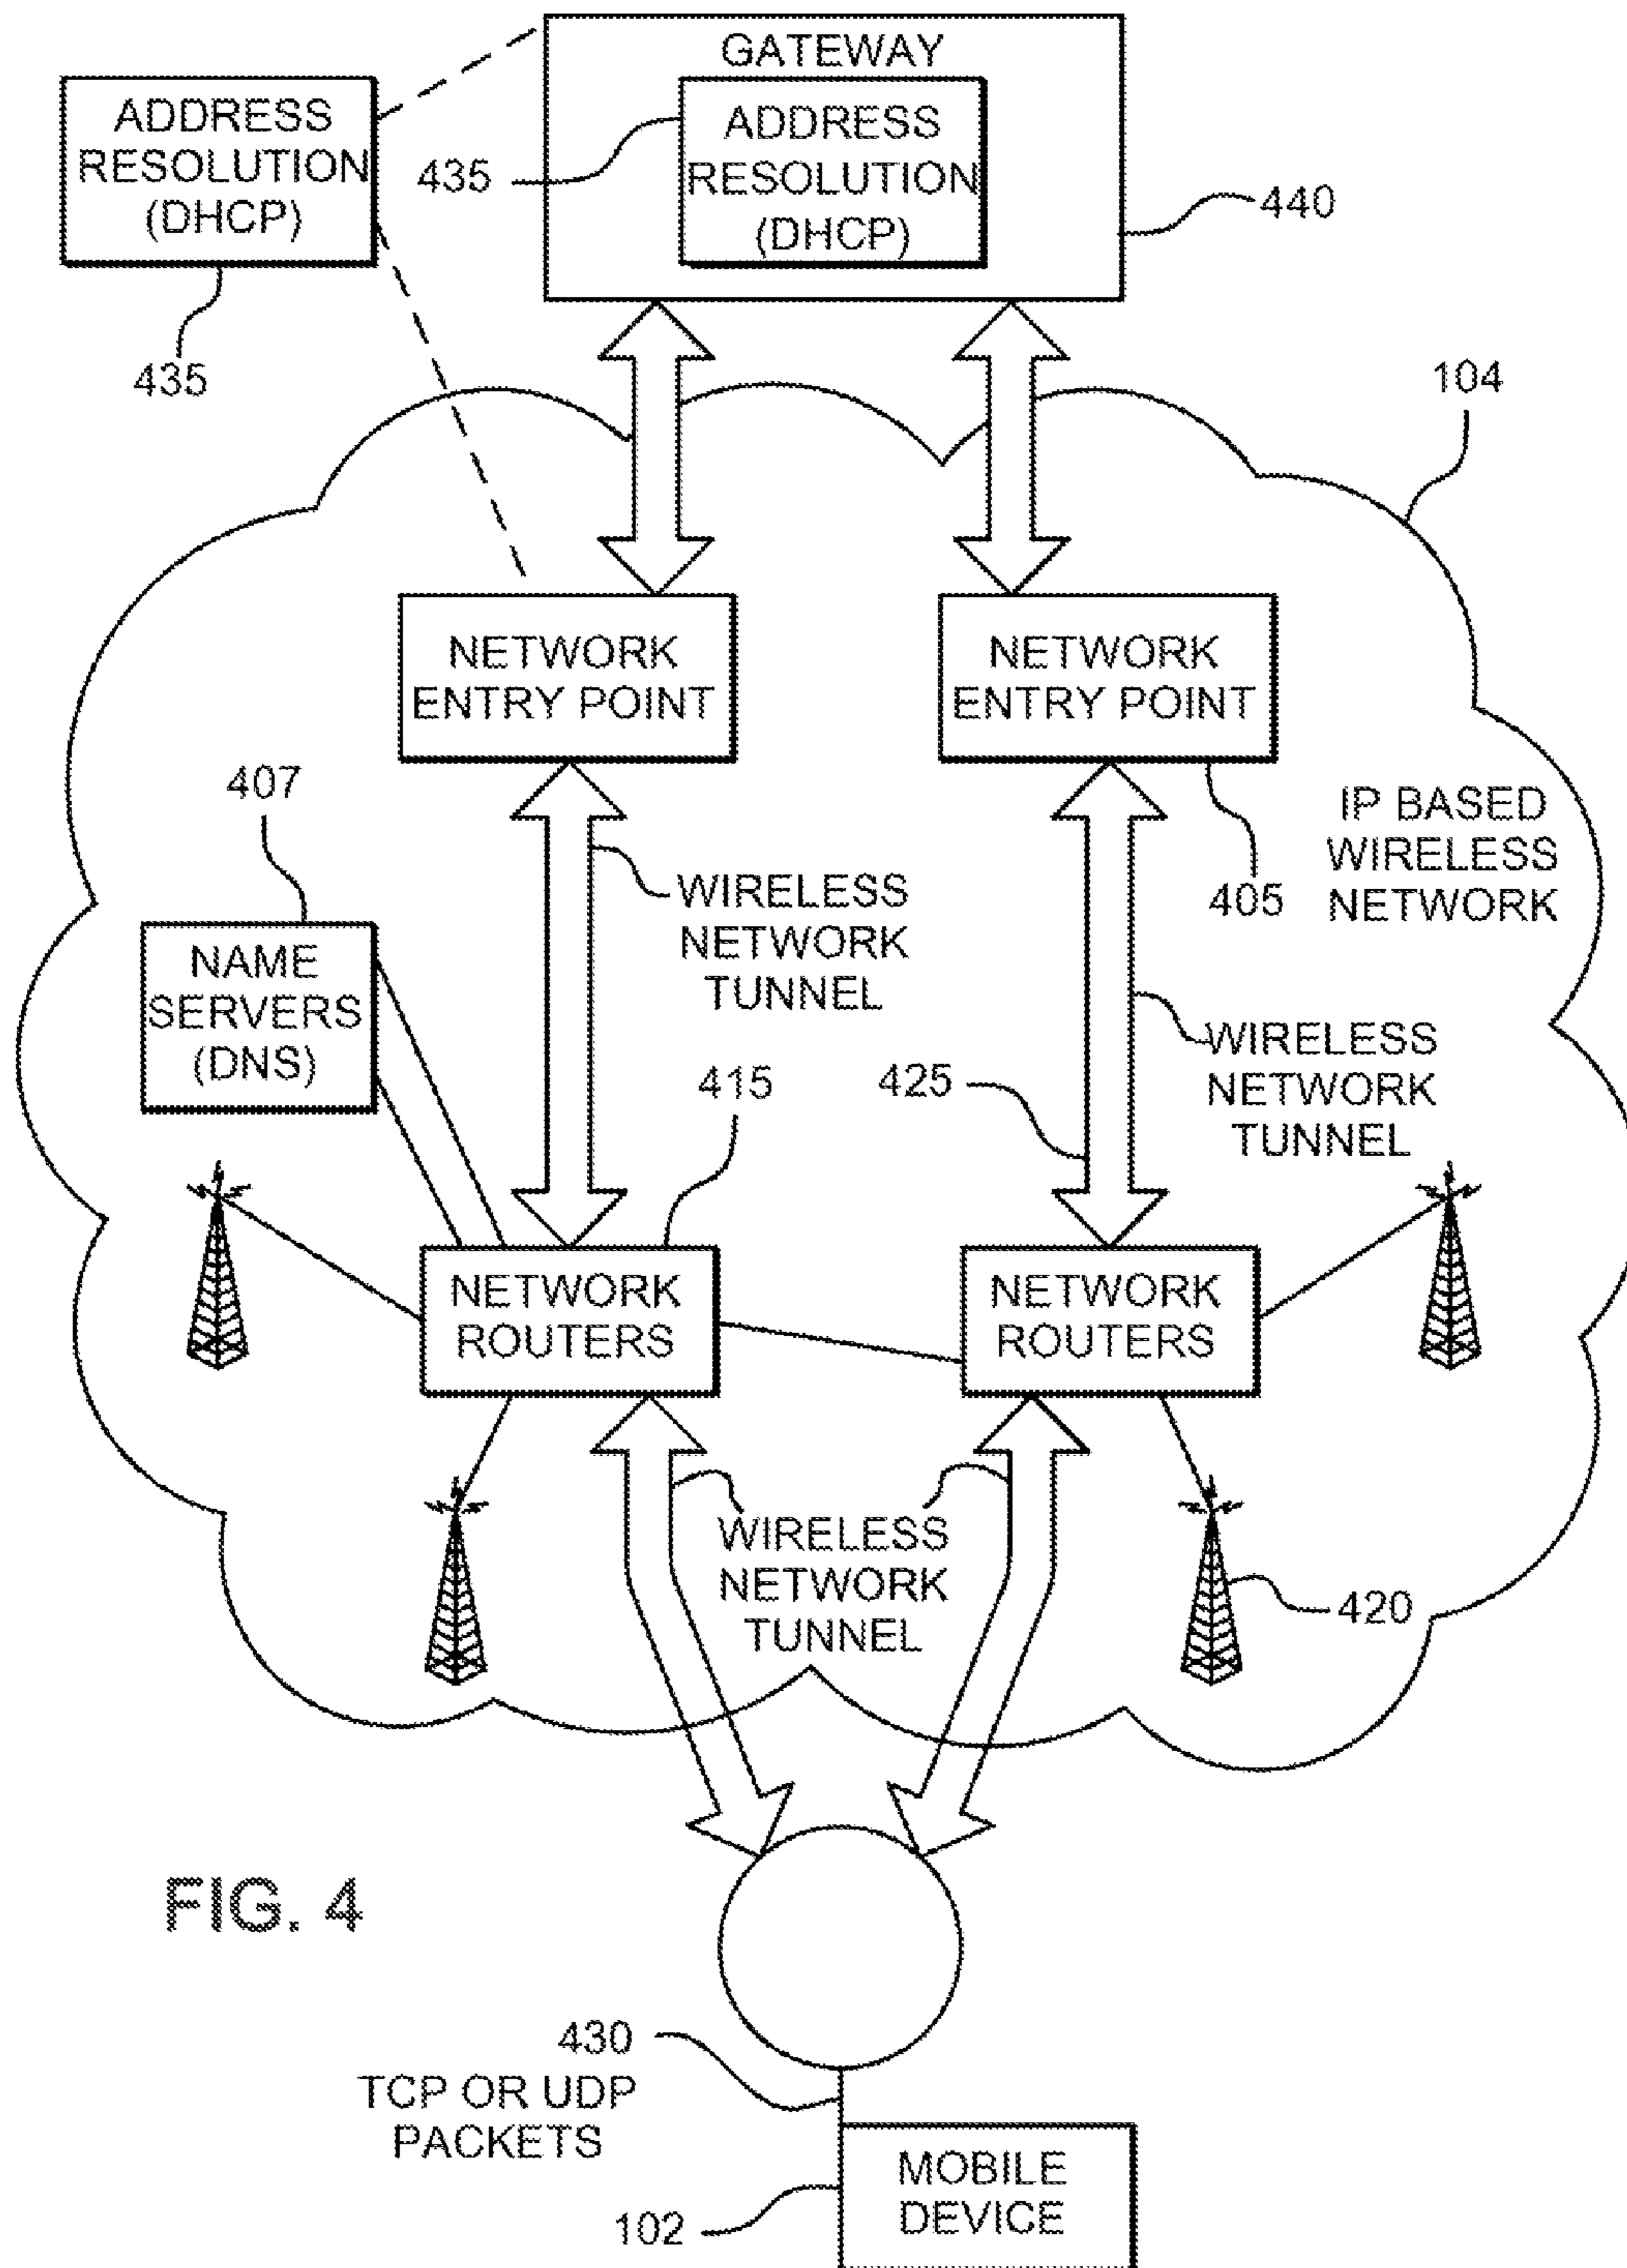 GATEWAY
ADDRESS
RESOLUTION
(DHCP)
435
ADDRESS
RESOLUTION
(DHCP)
435
440
104
NETWORK
ENTRY POINT
NETWORK
ENTRY POINT
405
IP BASED
WIRELESS
NETWORK
407
NAME
SERVERS
(DNS)
WIRELESS
NETWORK
TUNNEL
WIRELESS
NETWORK
TUNNEL
415
425
NETWORK
ROUTERS
NETWORK
ROUTERS
WIRELESS
NETWORK
TUNNEL
420
FIG. 4
430
TCP OR UDP
PACKETS
MOBILE
DEVICE
102